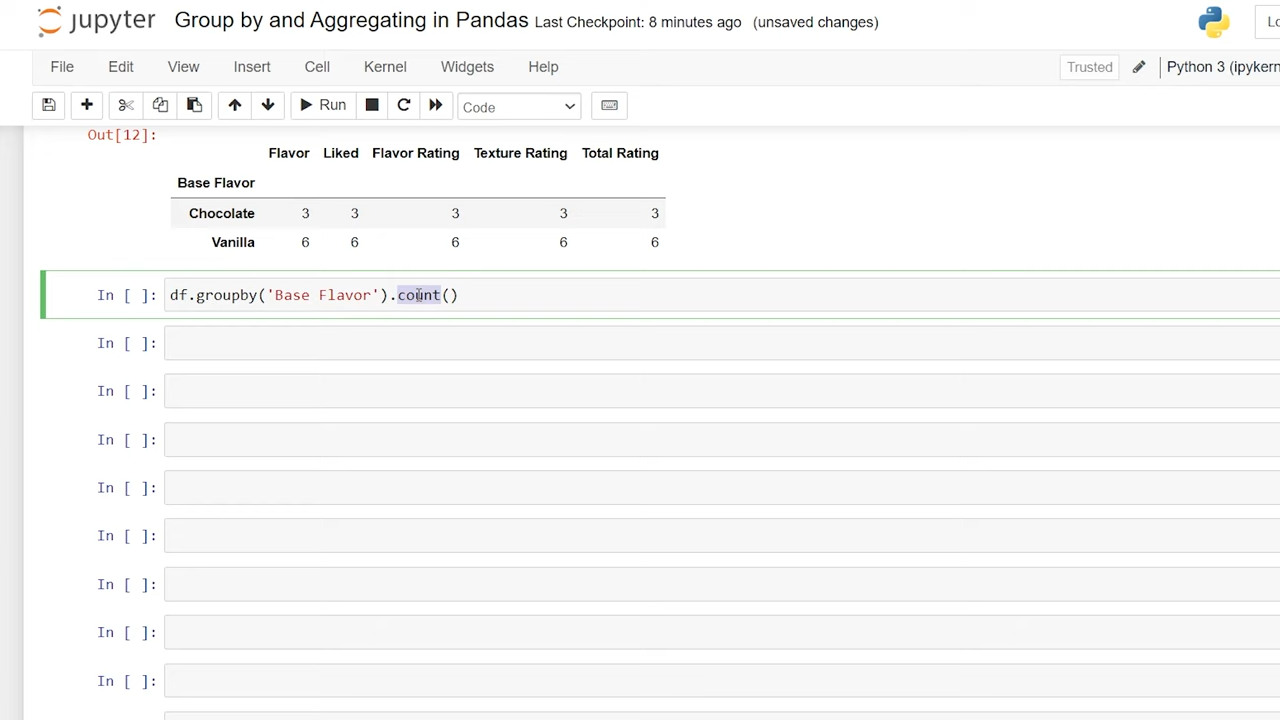 jupyter Group by and Aggregating in Pandas Last Checkpoint: 8 minutes ago (unsaved changes)
File Edit View Insert Cell Kernel Widgets Help Trusted Python 3 (ipykern
Run Code
Out[12]:
Flavor Liked Flavor Rating Texture Rating Total Rating
Base Flavor
Chocolate 3 3 3 3 3
Vanilla 6 6 6 6 6
In [ ]: df.groupby('Base Flavor').count()
In [ ]:
In [ ]:
In [ ]:
In [ ]:
In [ ]:
In [ ]:
In [ ]:
In [ ]: